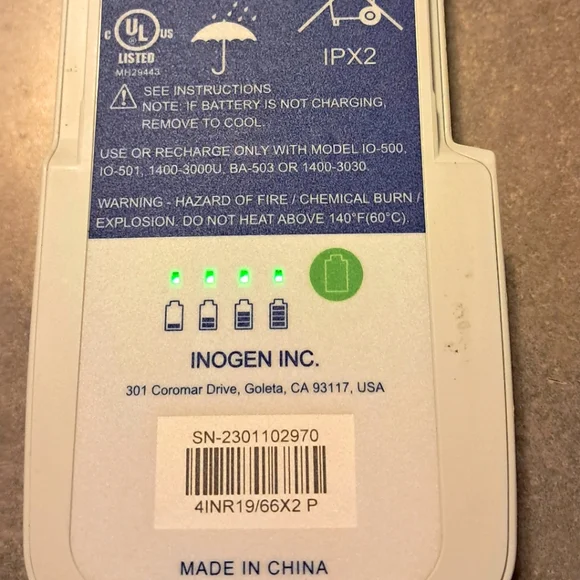 c UL US
LISTED
MH29443
IPX2
SEE INSTRUCTIONS
NOTE: IF BATTERY IS NOT CHARGING,
REMOVE TO COOL.
USE OR RECHARGE ONLY WITH MODEL IO-500,
IO-501, 1400-3000U, BA-503 OR 1400-3030.
WARNING - HAZARD OF FIRE / CHEMICAL BURN /
EXPLOSION. DO NOT HEAT ABOVE 140°F(60°C).
INOGEN INC.
301 Coromar Drive, Goleta, CA 93117, USA
SN-2301102970
4INR19/66X2 P
MADE IN CHINA